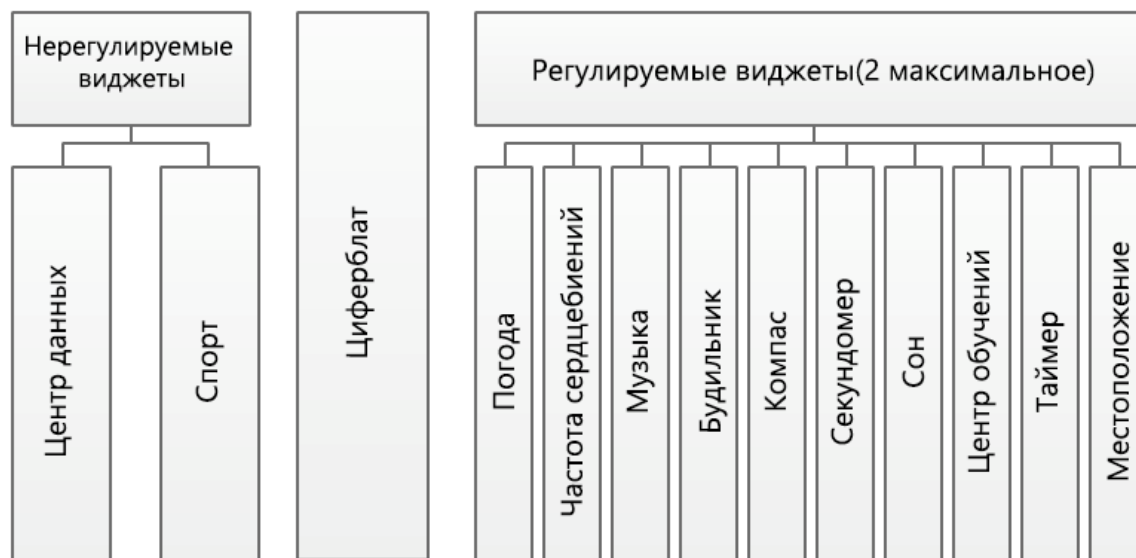 Нерегулируемые
виджеты
Центр данных
Спорт
Циферблат
Регулируемые виджеты(2 максимальное)
Погода
Частота сердцебиений
Музыка
Будильник
Компас
Секундомер
Сон
Центр обучений
Таймер
Местоположение